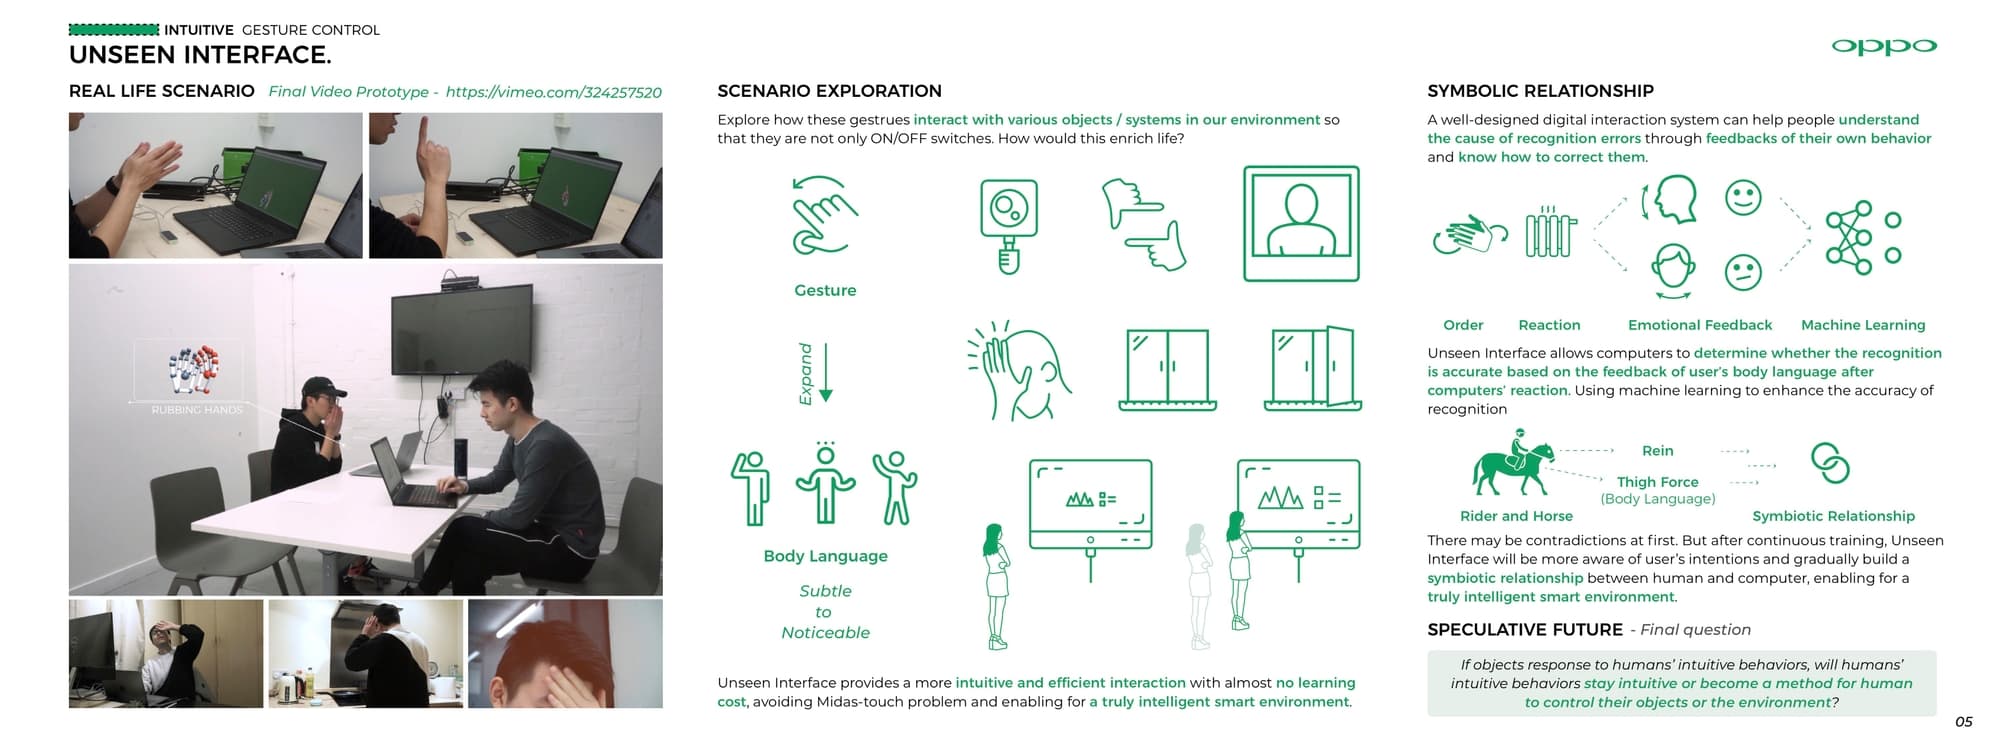 INTUITIVE GESTURE CONTROL
UNSEEN INTERFACE.
oppo
REAL LIFE SCENARIO Final Video Prototype - https://vimeo.com/324257520
RUBBING HANDS
SCENARIO EXPLORATION
Explore how these gestrues interact with various objects / systems in our environment so
that they are not only ON/OFF switches. How would this enrich life?
Gesture
Expand
Body Language
Subtle
to
Noticeable
Unseen Interface provides a more intuitive and efficient interaction with almost no learning
cost, avoiding Midas-touch problem and enabling for a truly intelligent smart environment.
SYMBOLIC RELATIONSHIP
A well-designed digital interaction system can help people understand
the cause of recognition errors through feedbacks of their own behavior
and know how to correct them.
Order Reaction Emotional Feedback Machine Learning
Unseen Interface allows computers to determine whether the recognition
is accurate based on the feedback of user's body language after
computers' reaction. Using machine learning to enhance the accuracy of
recognition
Rein
Thigh Force
(Body Language)
Rider and Horse Symbiotic Relationship
There may be contradictions at first. But after continuous training, Unseen
Interface will be more aware of user's intentions and gradually build a
symbiotic relationship between human and computer, enabling for a
truly intelligent smart environment.
SPECULATIVE FUTURE - Final question
If objects response to humans' intuitive behaviors, will humans'
intuitive behaviors stay intuitive or become a method for human
to control their objects or the environment?
05